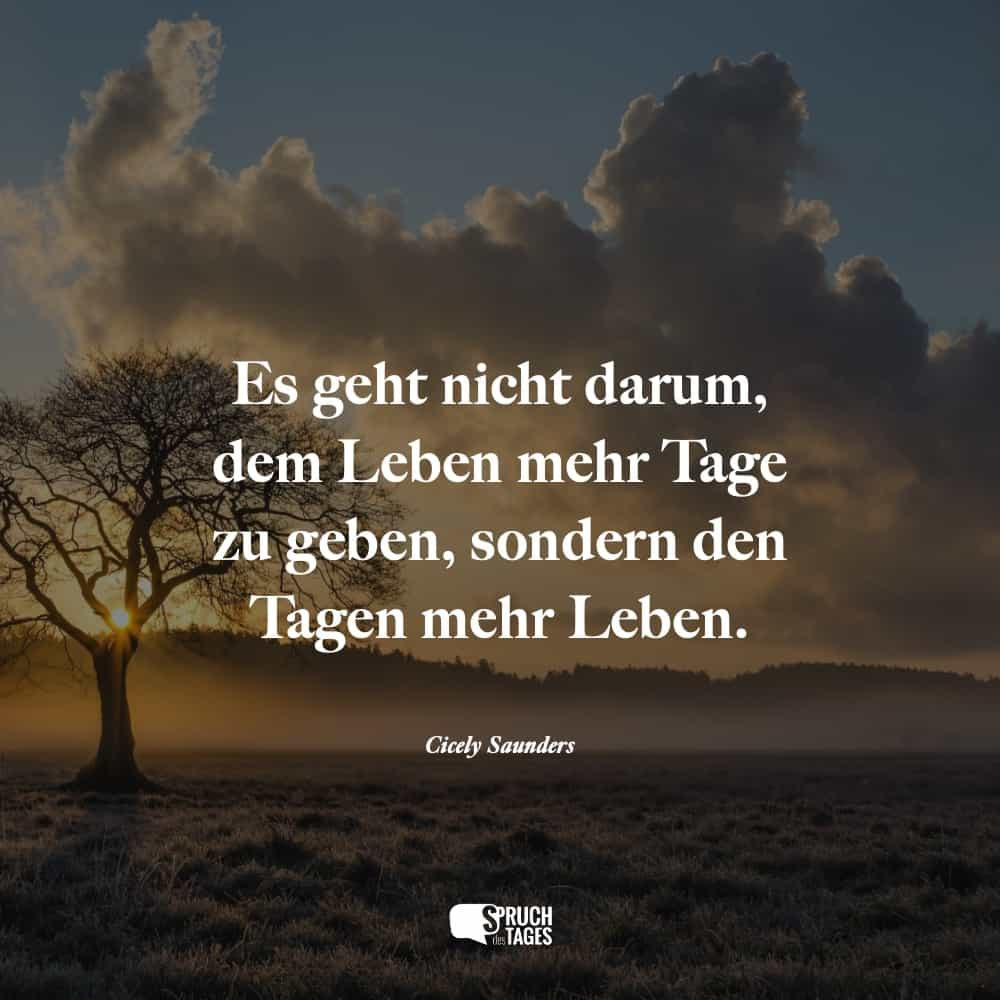 Es geht nicht darum,
dem Leben mehr Tage
zu geben, sondern den
Tagen mehr Leben.
Cicely Saunders
SPRUCH
des TAGES